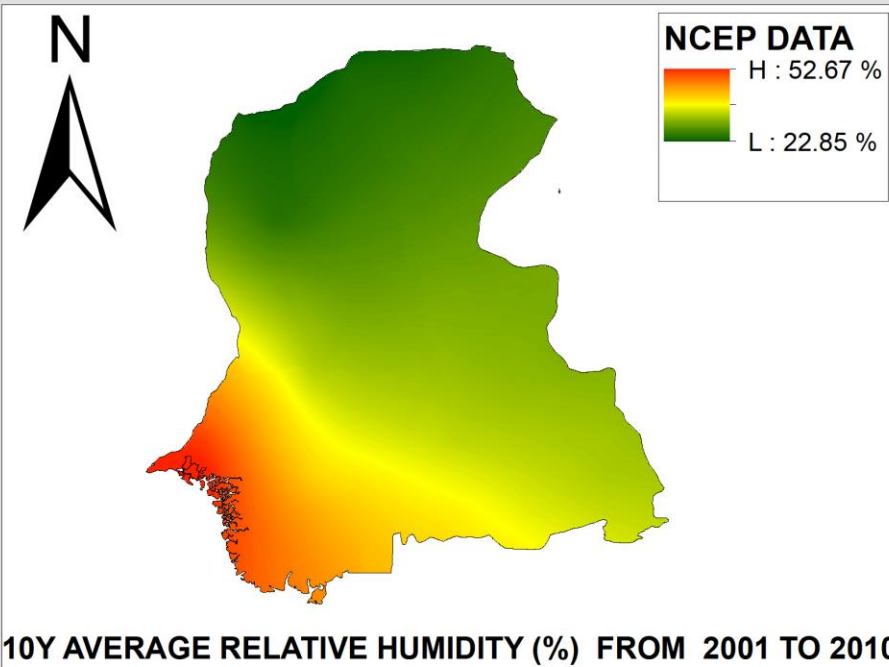 N
NCEP DATA
H : 52.67 %
L : 22.85 %
10Y AVERAGE RELATIVE HUMIDITY (%) FROM 2001 TO 2010